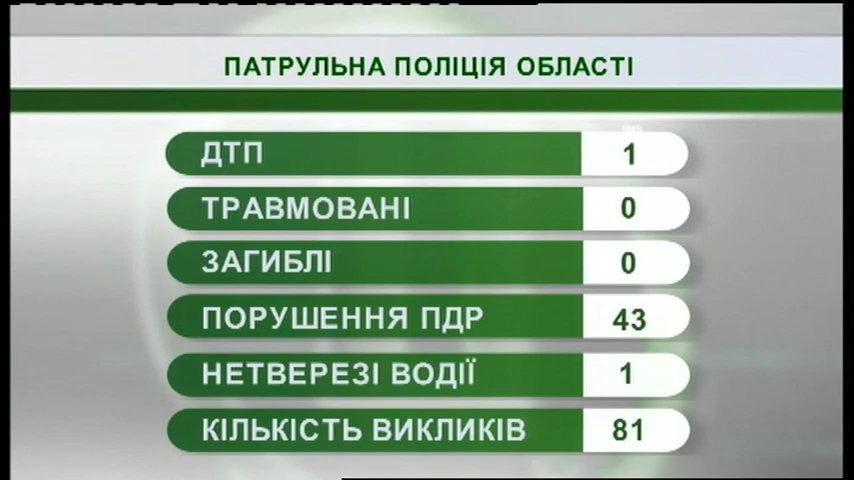 ПАТРУЛЬНА ПОЛІЦІЯ ОБЛАСТІ
ДТП 1
ТРАВМОВАНІ 0
ЗАГИБЛІ 0
ПОРУШЕННЯ ПДР 43
НЕТВЕРЕЗІ ВОДІЇ 1
КІЛЬКІСТЬ ВИКЛИКІВ 81